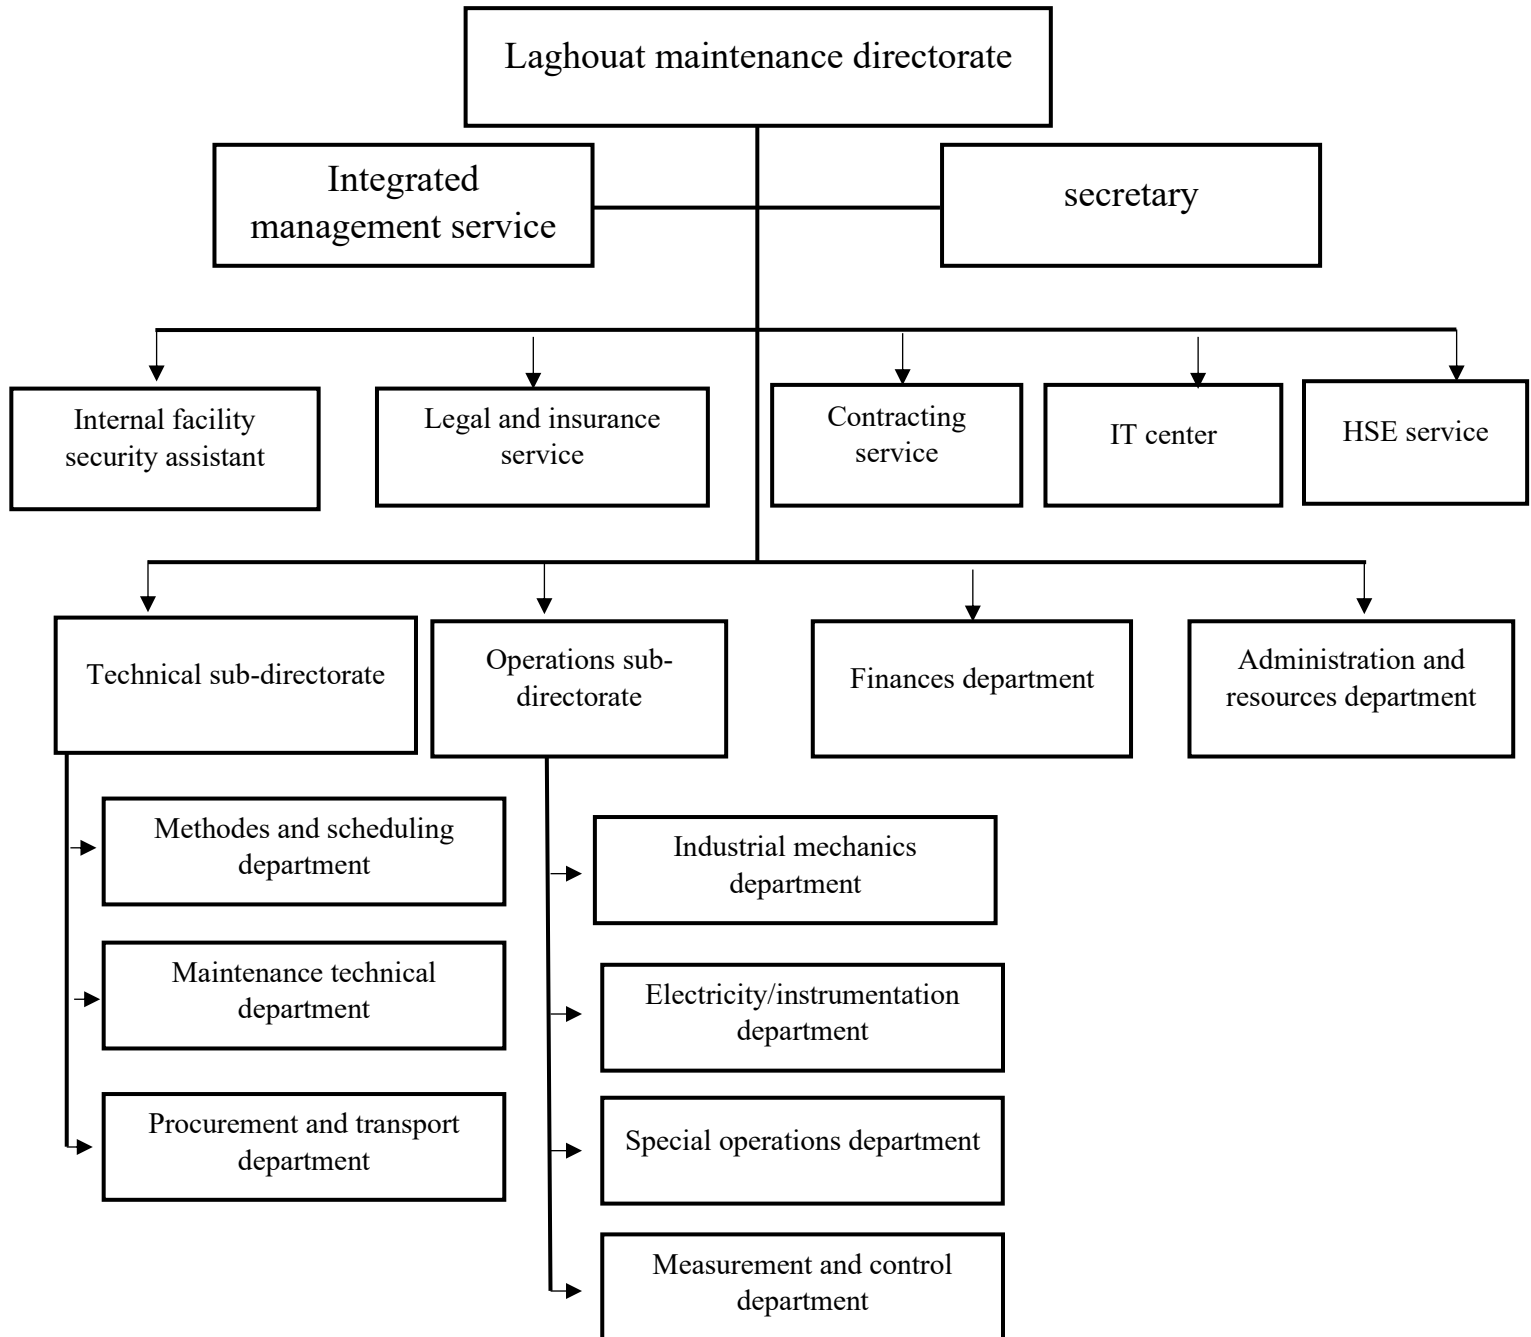 Laghouat maintenance directorate
Integrated
management service
secretary
Internal facility
security assistant
Legal and insurance
service
Contracting
service
IT center
HSE service
Technical sub-directorate
Operations sub-
directorate
Finances department
Administration and
resources department
Methodes and scheduling
department
Maintenance technical
department
Procurement and transport
department
Industrial mechanics
department
Electricity/instrumentation
department
Special operations department
Measurement and control
department